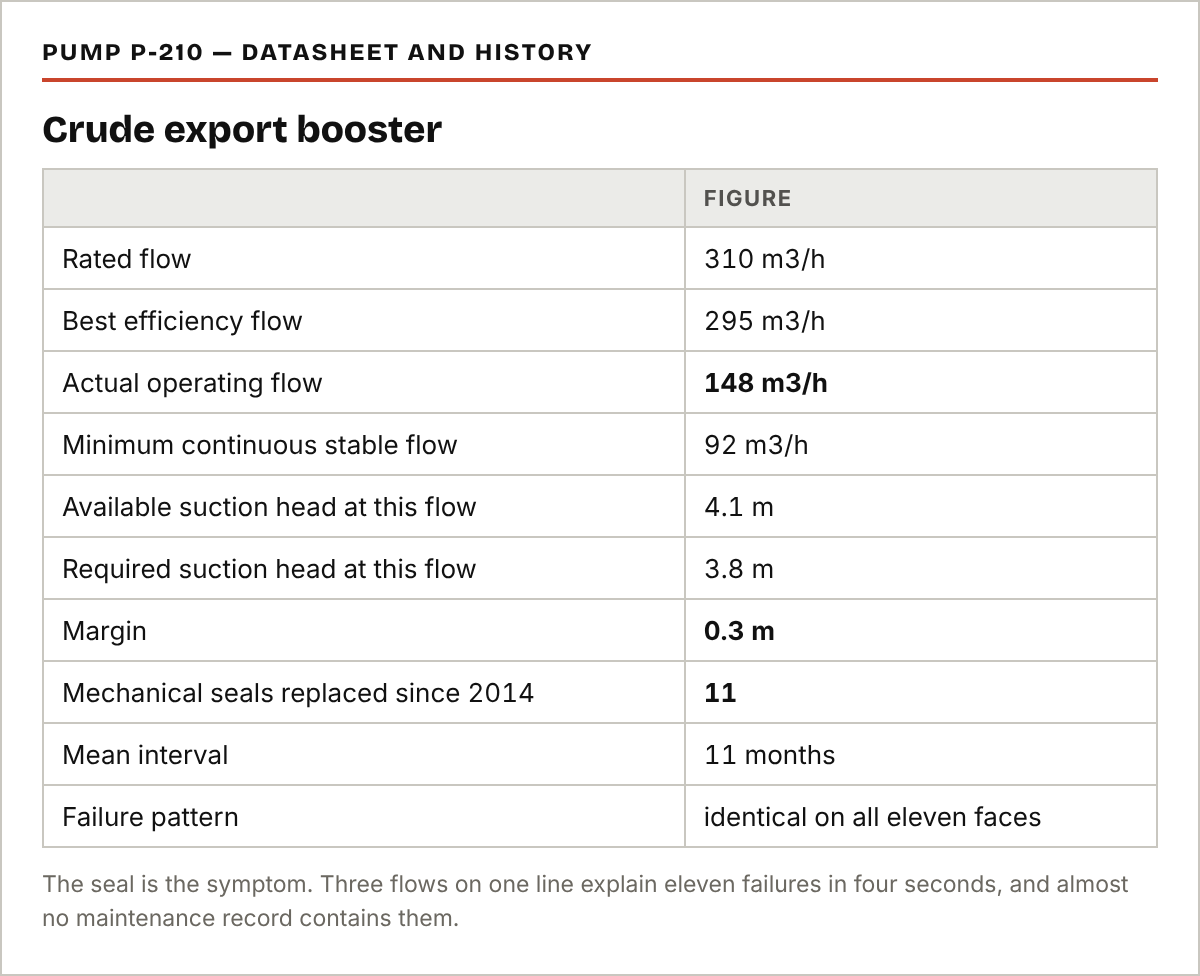 PUMP P-210 — DATASHEET AND HISTORY
Crude export booster
FIGURE
Rated flow 310 m3/h
Best efficiency flow 295 m3/h
Actual operating flow 148 m3/h
Minimum continuous stable flow 92 m3/h
Available suction head at this flow 4.1 m
Required suction head at this flow 3.8 m
Margin 0.3 m
Mechanical seals replaced since 2014 11
Mean interval 11 months
Failure pattern identical on all eleven faces
The seal is the symptom. Three flows on one line explain eleven failures in four seconds, and almost
no maintenance record contains them.